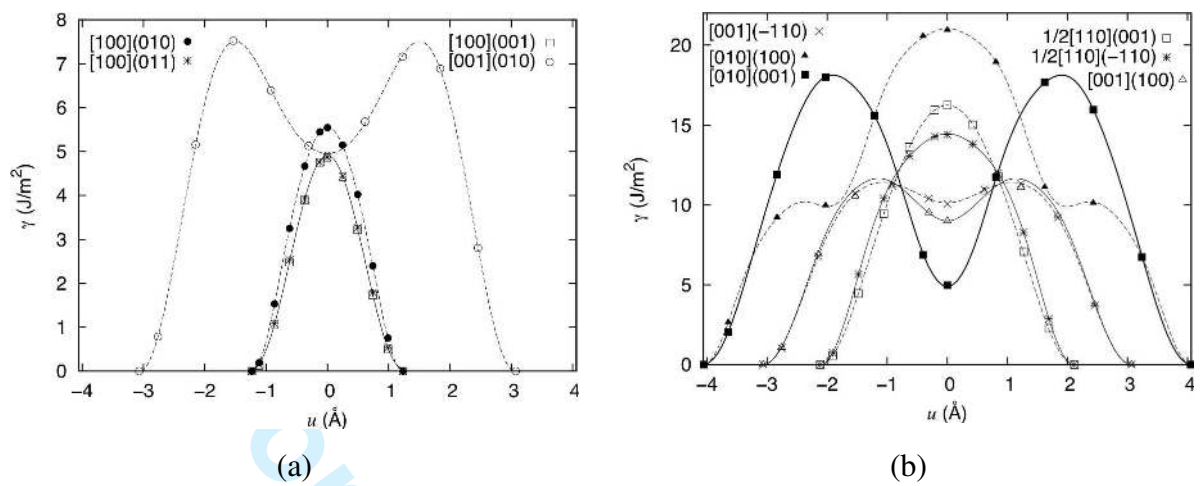 (a)
[100](010)
[100](011)
[100](001)
[001](010)
8
7
6
5
4
3
2
1
0
γ (J/m²)
−4 −3 −2 −1 0 1 2 3 4
u (Å)
(a)
(b)
[001](-110)
[010](100)
[010](001)
1/2[110](001)
1/2[110](-110)
[001](100)
20
15
10
5
0
γ (J/m²)
−4 −3 −2 −1 0 1 2 3 4
u (Å)
(b)